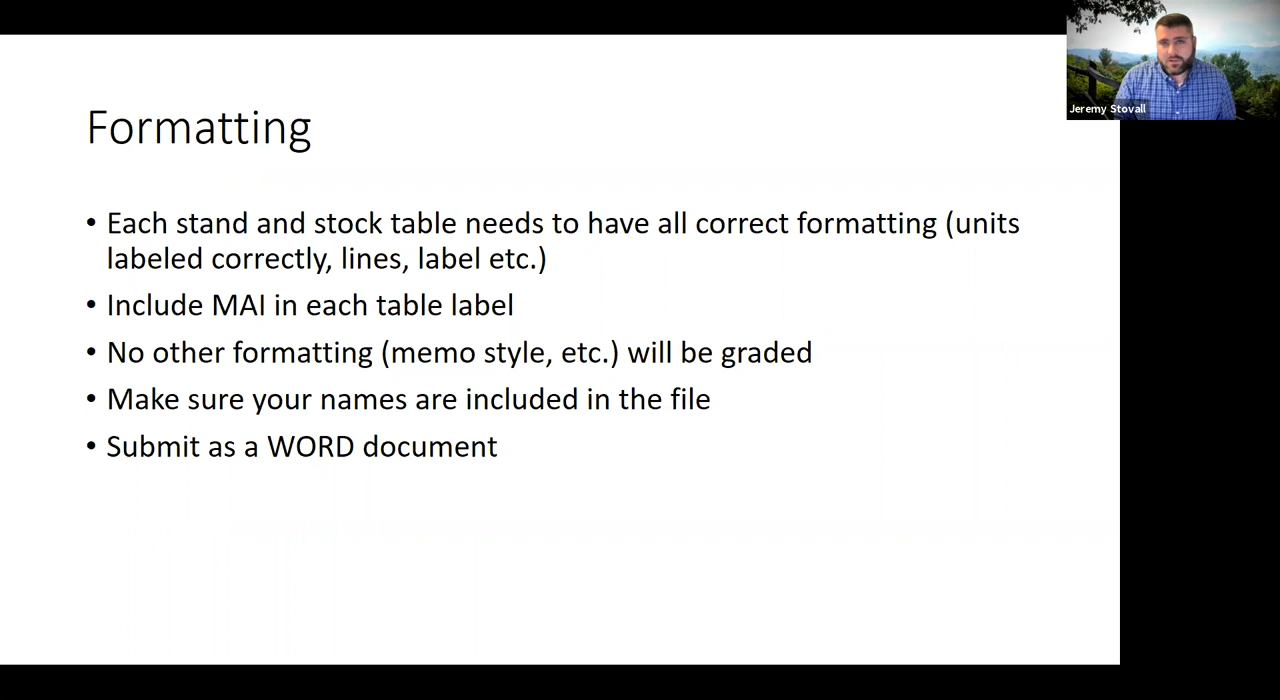 Jeremy Stovall
Formatting
• Each stand and stock table needs to have all correct formatting (units
labeled correctly, lines, label etc.)
• Include MAI in each table label
• No other formatting (memo style, etc.) will be graded
• Make sure your names are included in the file
• Submit as a WORD document